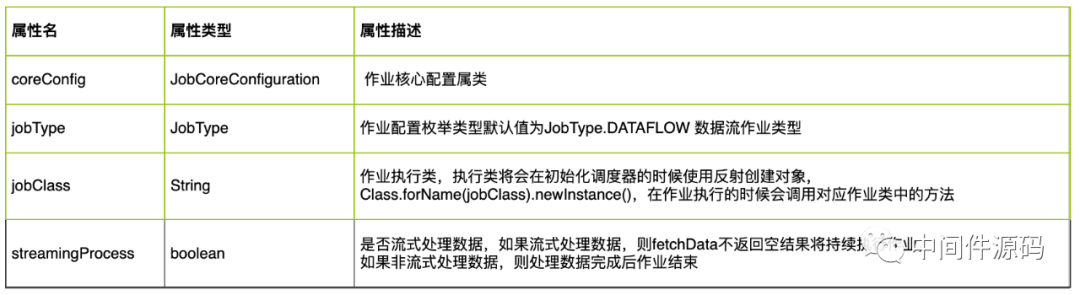 属性名 属性类型 属性描述
coreConfig JobCoreConfiguration 作业核心配置属类
jobType JobType 作业配置枚举类型默认值为JobType.DATAFLOW 数据流作业类型
作业执行类，执行类将会在初始化调度器的时候使用反射创建对象，
jobClass String Class.forName(jobClass).newInstance()，在作业执行的时候会调用对应作业类中的方法
是否流式处理数据，如果流式处理数据，则fetchData不返回空结果将持续执
streamingProcess boolean 如果非流式处理数据，则处理数据完成后作业结束
中间件源码